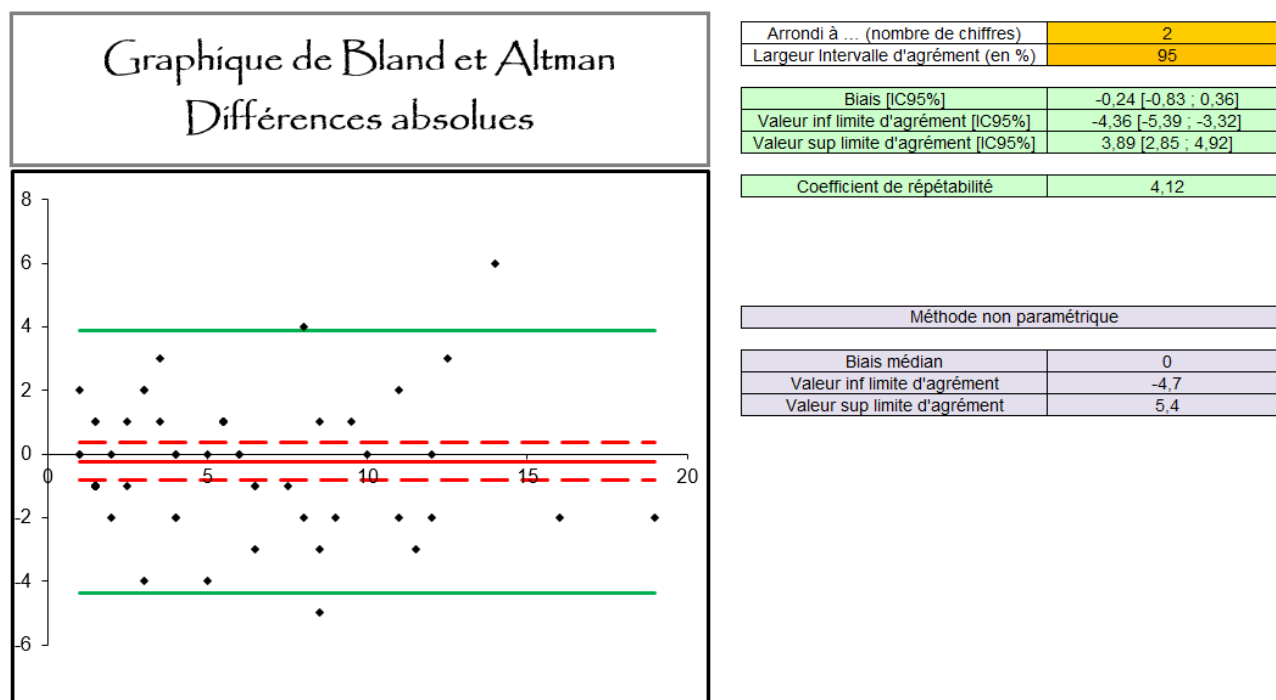 Graphique de Bland et Altman
Différences absolues
Arrondi à ... (nombre de chiffres) 2
Largeur Intervalle d'agrément (en %) 95
Biais [IC95%] -0,24 [-0,83 ; 0,36]
Valeur inf limite d'agrément [IC95%] -4,36 [-5,39 ; -3,32]
Valeur sup limite d'agrément [IC95%] 3,89 [2,85 ; 4,92]
Coefficient de répétabilité 4,12
Méthode non paramétrique
Biais médian 0
Valeur inf limite d'agrément -4,7
Valeur sup limite d'agrément 5,4
8
6
4
2
0
0 5 10 15 20
-2
-4
-6